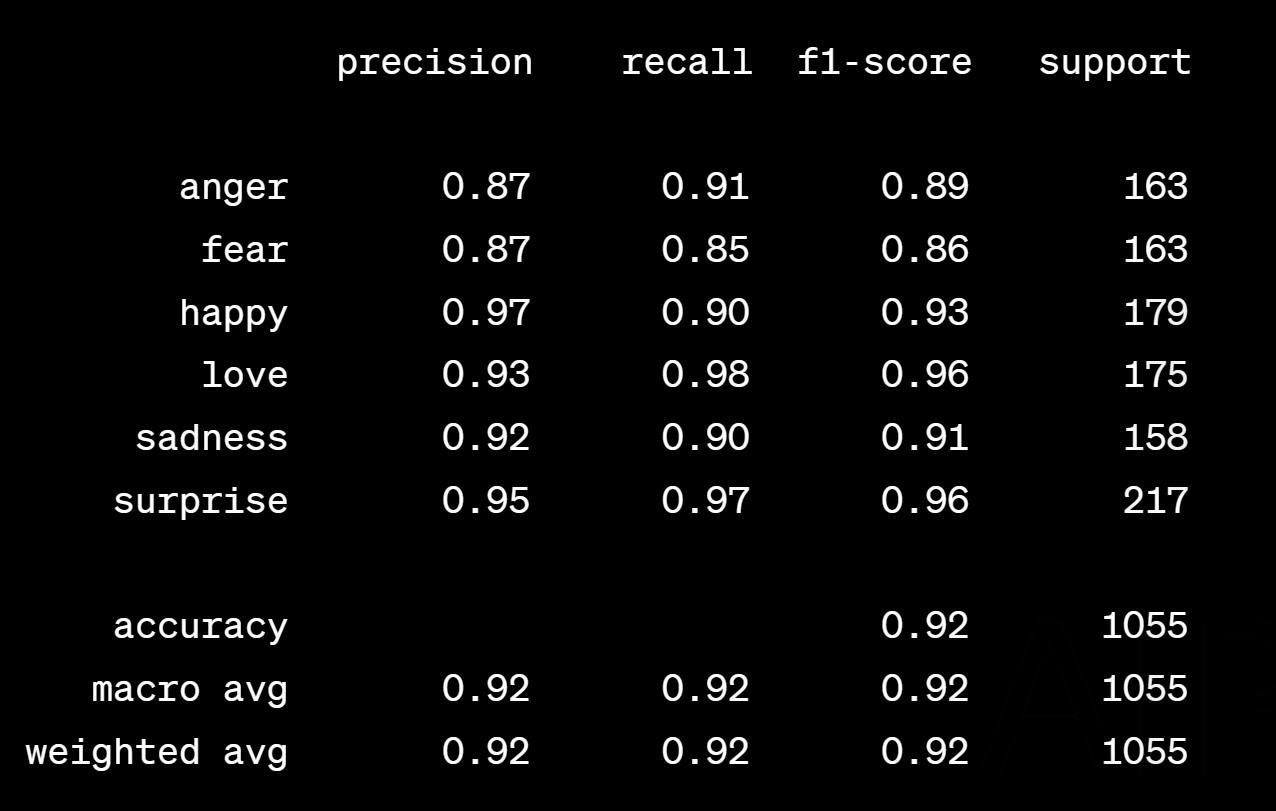 precision recall f1-score support
anger 0.87 0.91 0.89 163
fear 0.87 0.85 0.86 163
happy 0.97 0.90 0.93 179
love 0.93 0.98 0.96 175
sadness 0.92 0.90 0.91 158
surprise 0.95 0.97 0.96 217
accuracy 0.92 1055
macro avg 0.92 0.92 0.92 1055
weighted avg 0.92 0.92 0.92 1055